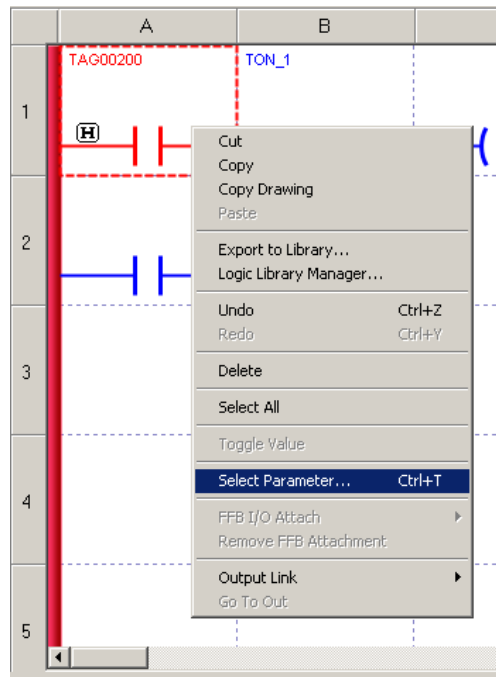 A B
1
TAG00200 TON_1
H
2
3
4
5
Cut
Copy
Copy Drawing
Paste
Export to Library...
Logic Library Manager...
Undo Ctrl+Z
Redo Ctrl+Y
Delete
Select All
Toggle Value
Select Parameter... Ctrl+T
FFB I/O Attach
Remove FFB Attachment
Output Link
Go To Out